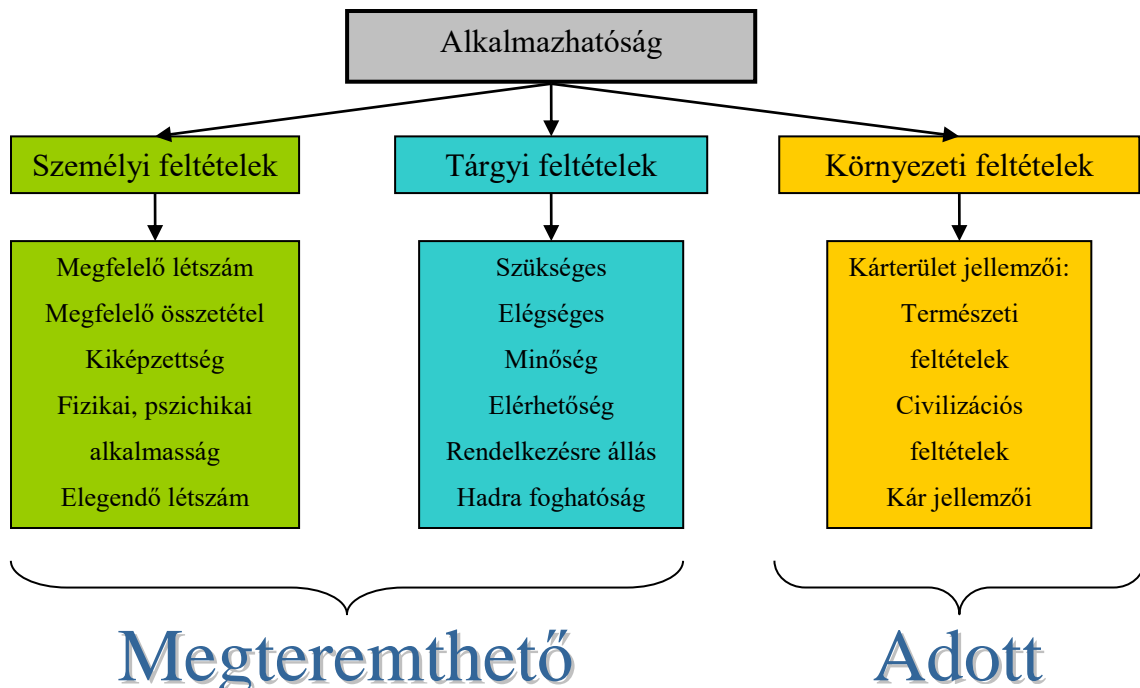 Alkalmazhatóság
Személyi feltételek
Megfelelő létszám
Megfelelő összetétel
Kiképzettség
Fizikai, pszichikai
alkalmasság
Elegendő létszám
Tárgyi feltételek
Szükséges
Elégséges
Minőség
Elérhetőség
Rendelkezésre állás
Hadra foghatóság
Környezeti feltételek
Kárterület jellemzői:
Természeti
feltételek
Civilizációs
feltételek
Kár jellemzői
Megteremthető
Adott